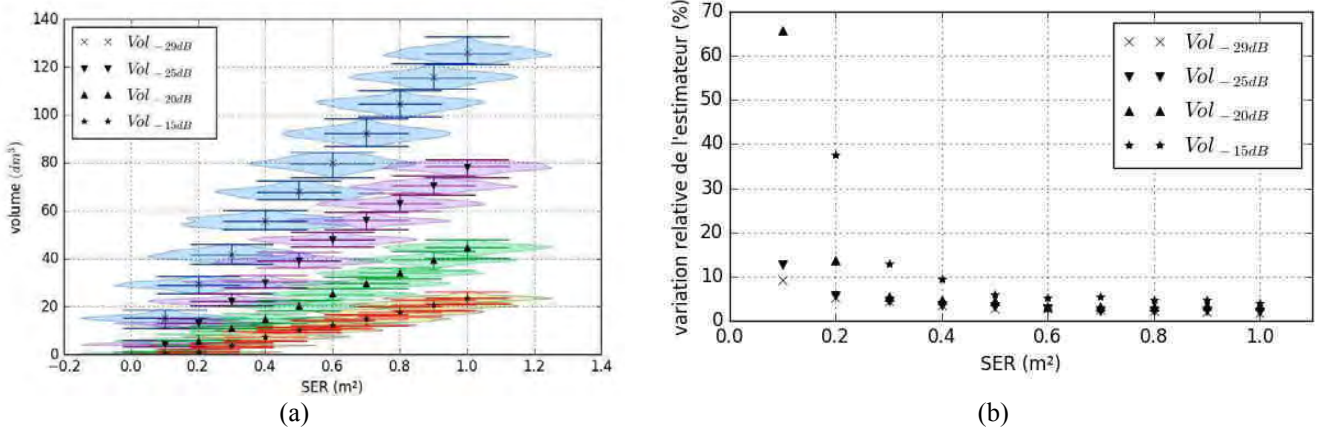 Vol −29dB
Vol −25dB
Vol −20dB
Vol −15dB
volume (dm³)
140
120
100
80
60
40
20
0
−0.2 0.0 0.2 0.4 0.6 0.8 1.0 1.2 1.4
SER (m²)
(a)
Vol −29dB
Vol −25dB
Vol −20dB
Vol −15dB
variation relative de l'estimateur (%)
70
60
50
40
30
20
10
0
0.0 0.2 0.4 0.6 0.8 1.0
SER (m²)
(b)